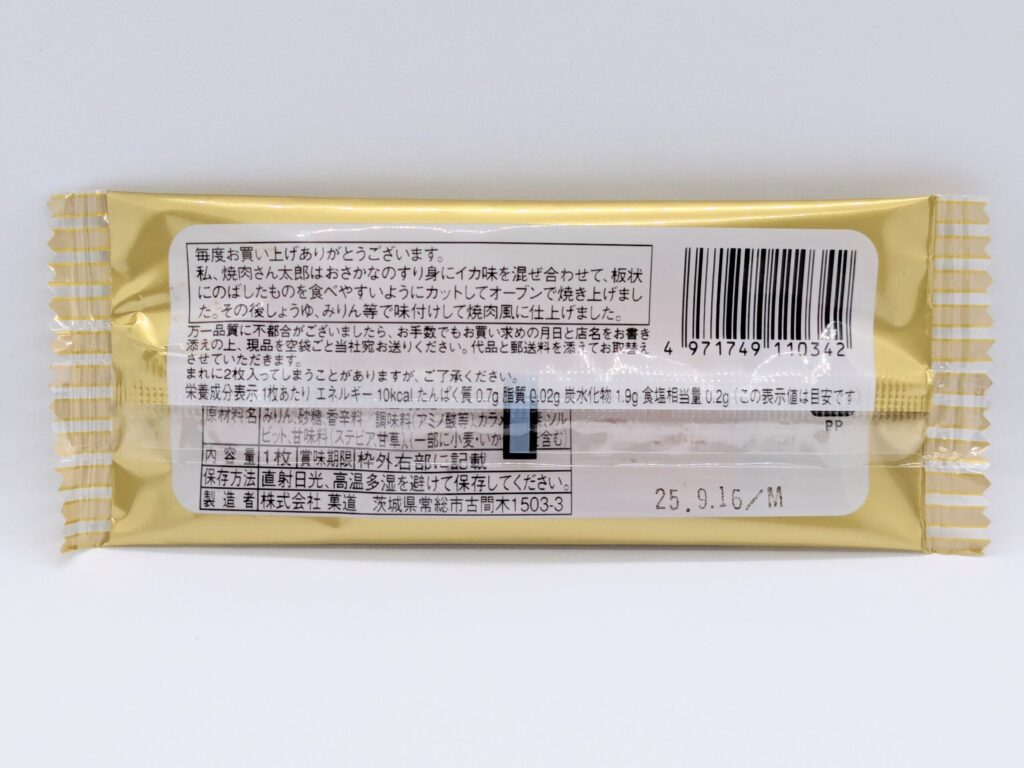 毎度お買い上げありがとうございます。
私、焼肉さん太郎はおさかなのすり身にイカ味を混ぜ合わせて、板状
にのばしたものを食べやすいようにカットしてオーブンで焼き上げまし
た。その後しょうゆ、みりん等で味付けして焼肉風に仕上げました。
万一品質に不都合がございましたら、お手数でもお買い求めの月日と店名をお書き
添えの上、現品を空袋ごと当社宛お送りください。代品と郵送料を添えてお取替え
させていただきます。
まれに2枚入ってしまうことがありますが、ご了承ください。
4 971749 110342
栄養成分表示 1枚あたり エネルギー 10kcal たんぱく質 0.7g 脂質 0.02g 炭水化物 1.9g 食塩相当量 0.2g (この表示値は目安です)
PP
原材料名 みりん、砂糖、香辛料/調味料(アミノ酸等)、カラメ 、ソル
ビット、甘味料(ステビア、甘草)、(一部に小麦・いか 含む)
内容量 1枚 賞味期限 枠外右部に記載
保存方法 直射日光、高温多湿を避けて保存してください。
製造者 株式会社 菓道 茨城県常総市古間木1503-3
25.9.16/M